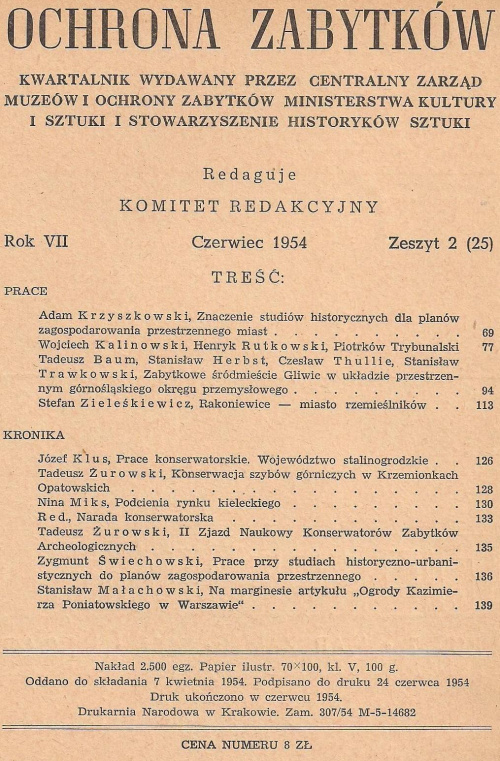 OCHRONA ZABYTKÓW
KWARTALNIK WYDAWANY PRZEZ CENTRALNY ZARZĄD
MUZEÓW I OCHRONY ZABYTKÓW MINISTERSTWA KULTURY
I SZTUKI I STOWARZYSZENIE HISTORYKÓW SZTUKI
Redaguje
KOMITET REDAKCYJNY
Rok VII Czerwiec 1954 Zeszyt 2 (25)
TREŚĆ:
PRACE
Adam Krzyszkowski, Znaczenie studiów historycznych dla planów
zagospodarowania przestrzennego miast . . . . . . . . . 69
Wojciech Kalinowski, Henryk Rutkowski, Piotrków Trybunalski 77
Tadeusz Baum, Stanisław Herbst, Czesław Thullie, Stanisław
Trawkowski, Zabytkowe śródmieście Gliwic w układzie przestrzen-
nym górnośląskiego okręgu przemysłowego . . . . . . . . 94
Stefan Zieleśkiewicz, Rakoniewice — miasto rzemieślników . . 113
KRONIKA
Józef Klus, Prace konserwatorskie. Województwo stalinogrodzkie . . 126
Tadeusz Żurowski, Konserwacja szybów górniczych w Krzemionkach
Opatowskich . . . . . . . . . . . . . 128
Nina Miks, Podcienia rynku kieleckiego . . . . . . . . 130
Red., Narada konserwatorska . . . . . . . . . . 133
Tadeusz Żurowski, II Zjazd Naukowy Konserwatorów Zabytków
Archeologicznych . . . . . . . . . . . . 135
Zygmunt Świechowski, Prace przy studiach historyczno-urbani-
stycznych do planów zagospodarowania przestrzennego . . . . 136
Stanisław Małachowski, Na marginesie artykułu „Ogrody Kazimie-
rza Poniatowskiego w Warszawie“ . . . . . . . . . 139
Nakład 2.500 egz. Papier ilustr. 70×100, kl. V, 100 g.
Oddano do składania 7 kwietnia 1954. Podpisano do druku 24 czerwca 1954
Druk ukończono w czerwcu 1954.
Drukarnia Narodowa w Krakowie. Zam. 307/54 M-5-14682
CENA NUMERU 8 ZŁ